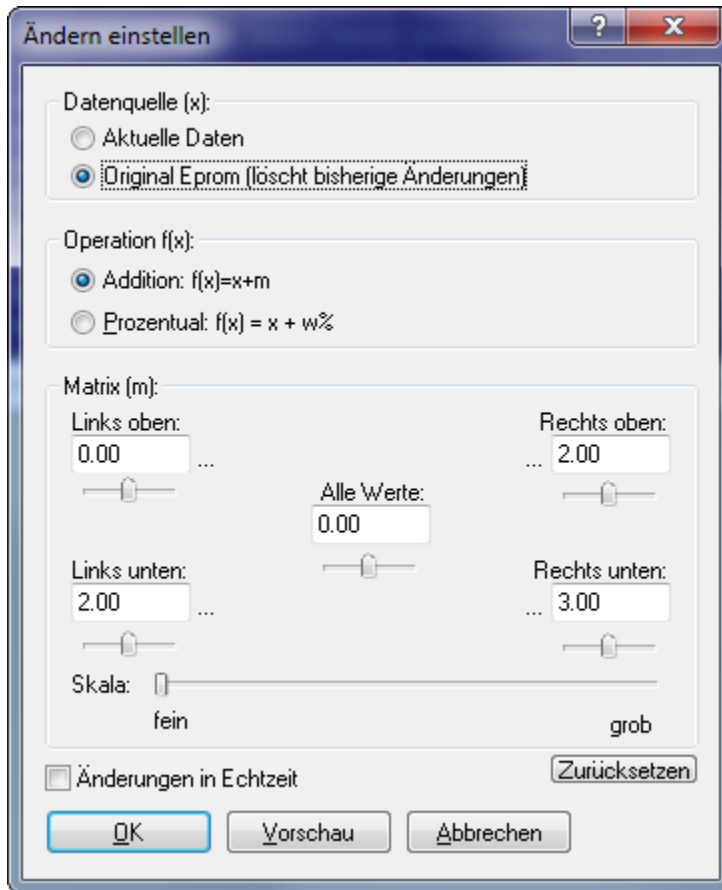 Ändern einstellen
?
Datenquelle (x):
Aktuelle Daten
Original Eprom (löscht bisherige Änderungen)
Operation f(x):
Addition: f(x)=x+m
Prozentual: f(x) = x + w%
Matrix (m):
Links oben: Rechts oben:
0.00 ... ... 2.00
Alle Werte:
0.00
Links unten: Rechts unten:
2.00 ... ... 3.00
Skala:
fein grob
Zurücksetzen
Änderungen in Echtzeit
OK Vorschau Abbrechen